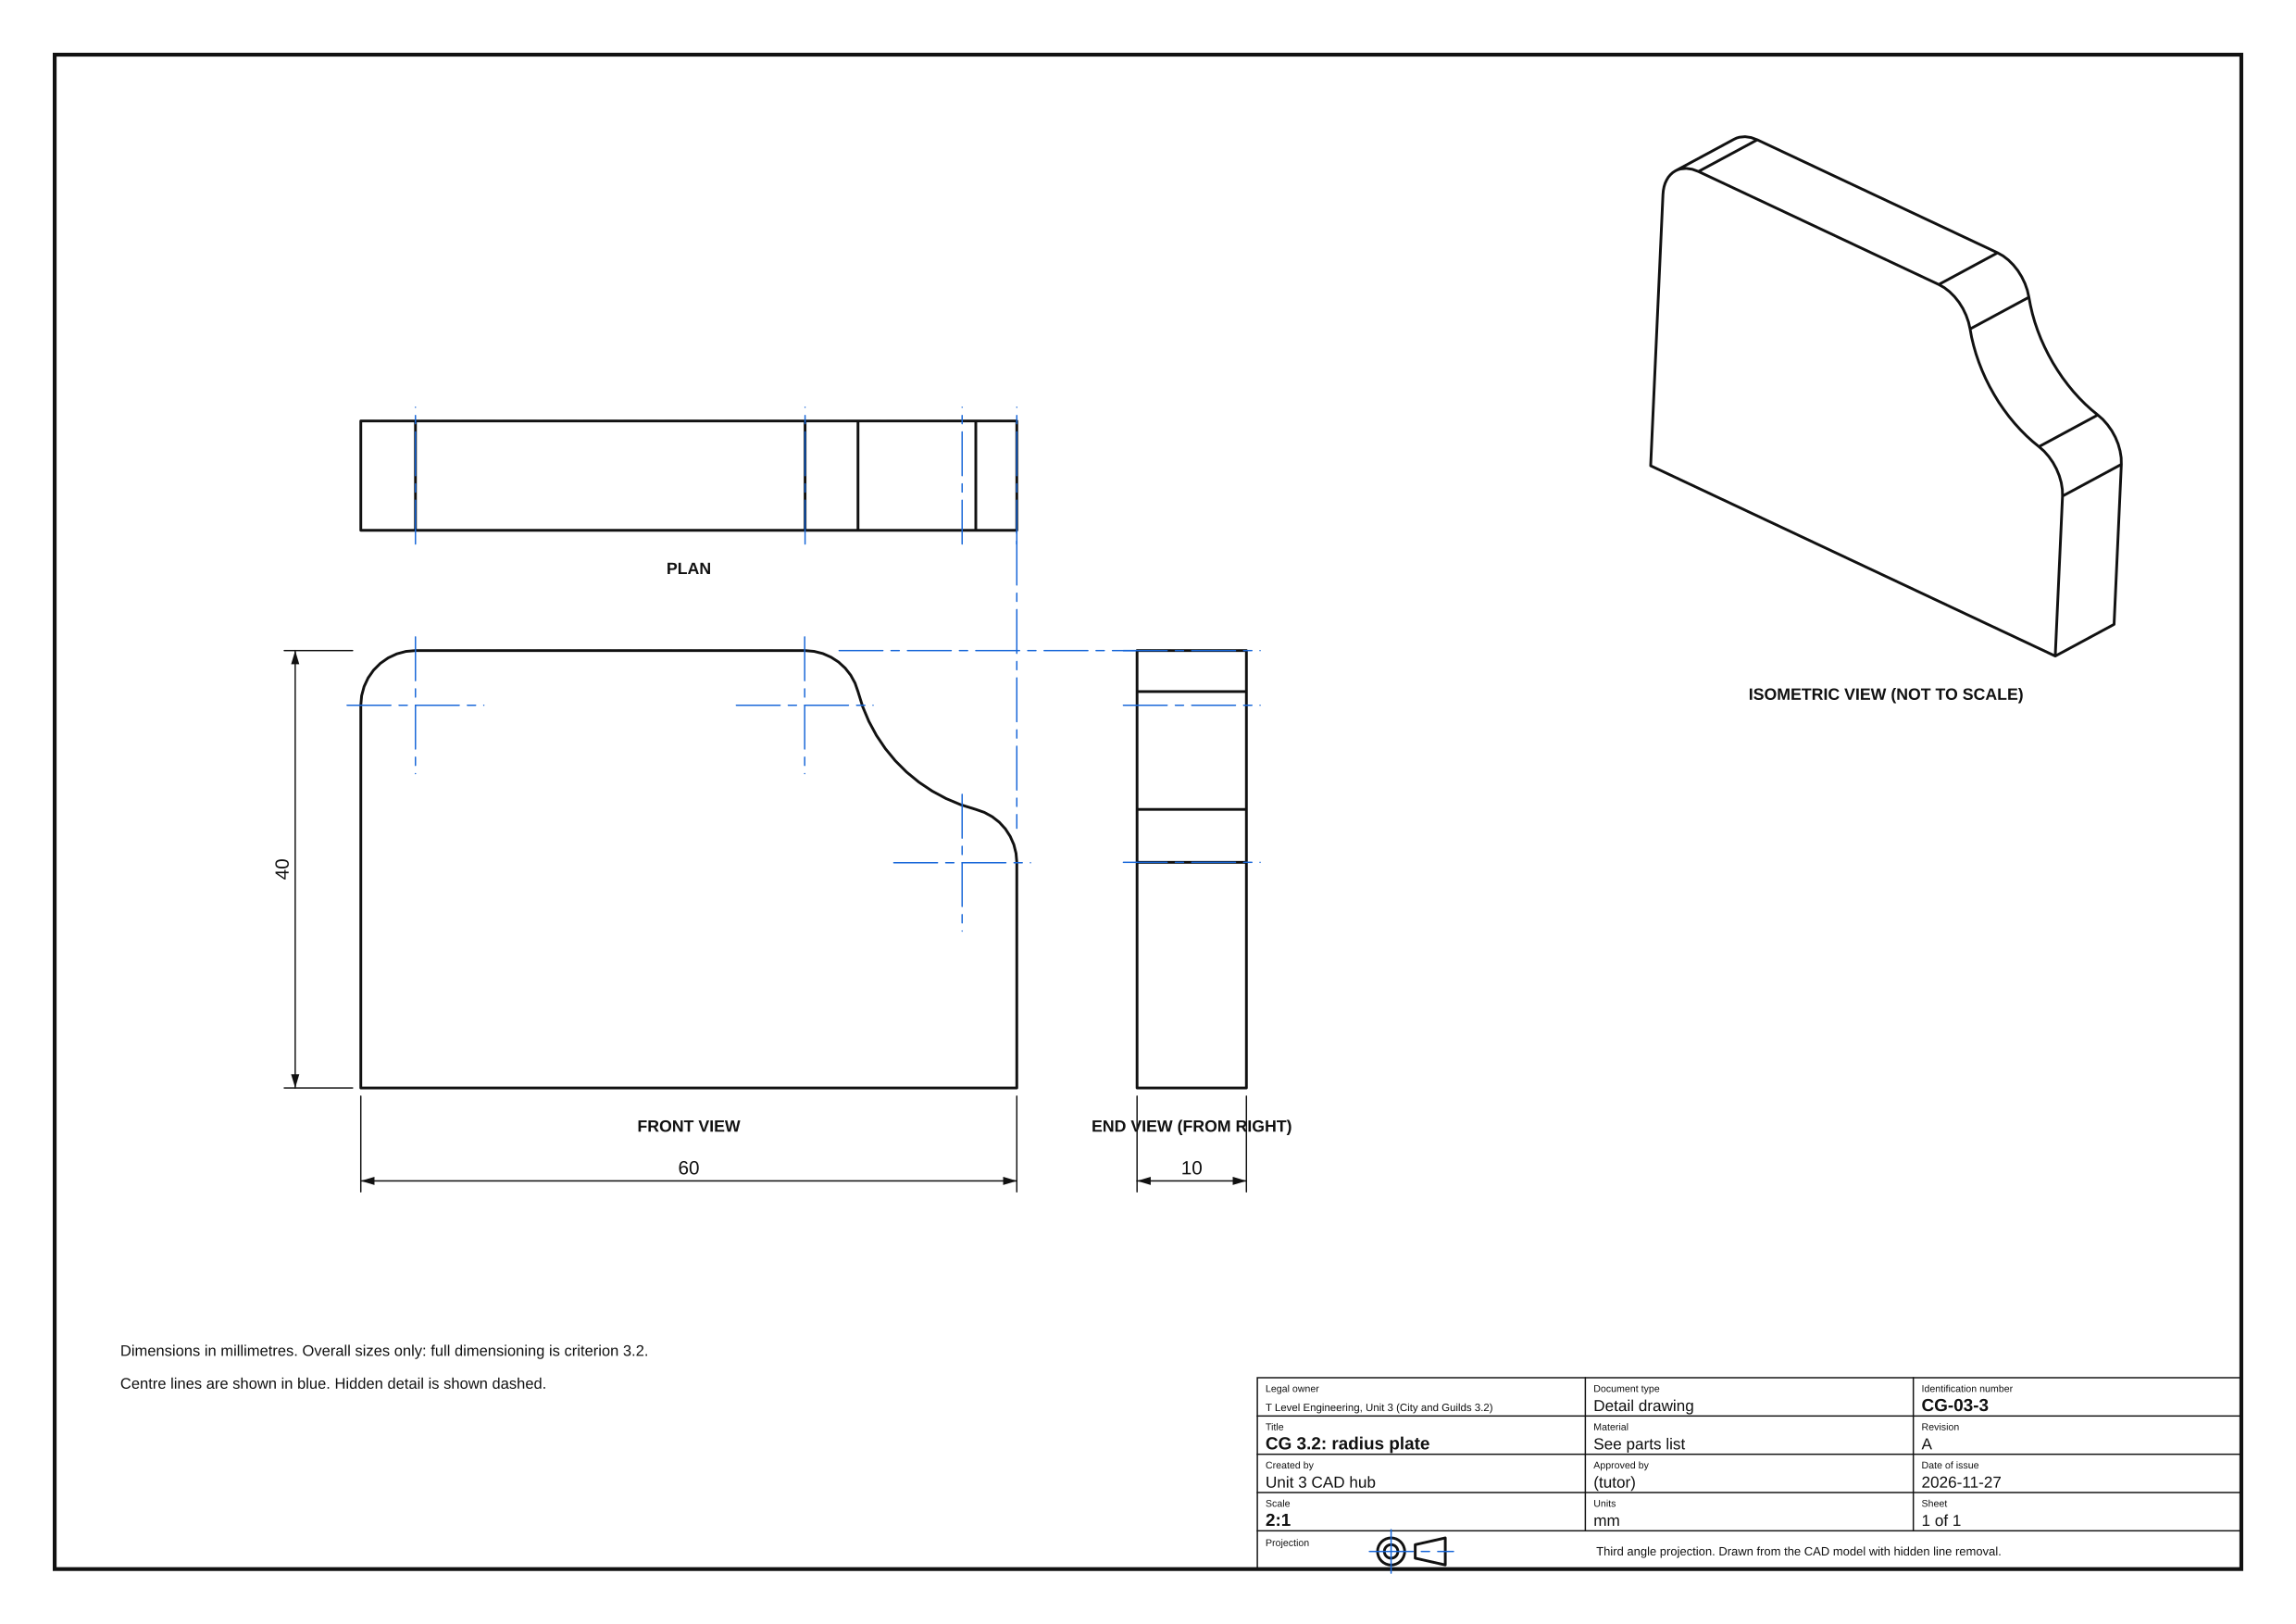 PLAN
ISOMETRIC VIEW (NOT TO SCALE)
40
FRONT VIEW
END VIEW (FROM RIGHT)
60
10
Dimensions in millimetres. Overall sizes only: full dimensioning is criterion 3.2.
Centre lines are shown in blue. Hidden detail is shown dashed.
Legal owner
T Level Engineering, Unit 3 (City and Guilds 3.2)
Document type
Detail drawing
Identification number
CG-03-3
Title
CG 3.2: radius plate
Material
See parts list
Revision
A
Created by
Unit 3 CAD hub
Approved by
(tutor)
Date of issue
2026-11-27
Scale
2:1
Units
mm
Sheet
1 of 1
Projection
Third angle projection. Drawn from the CAD model with hidden line removal.